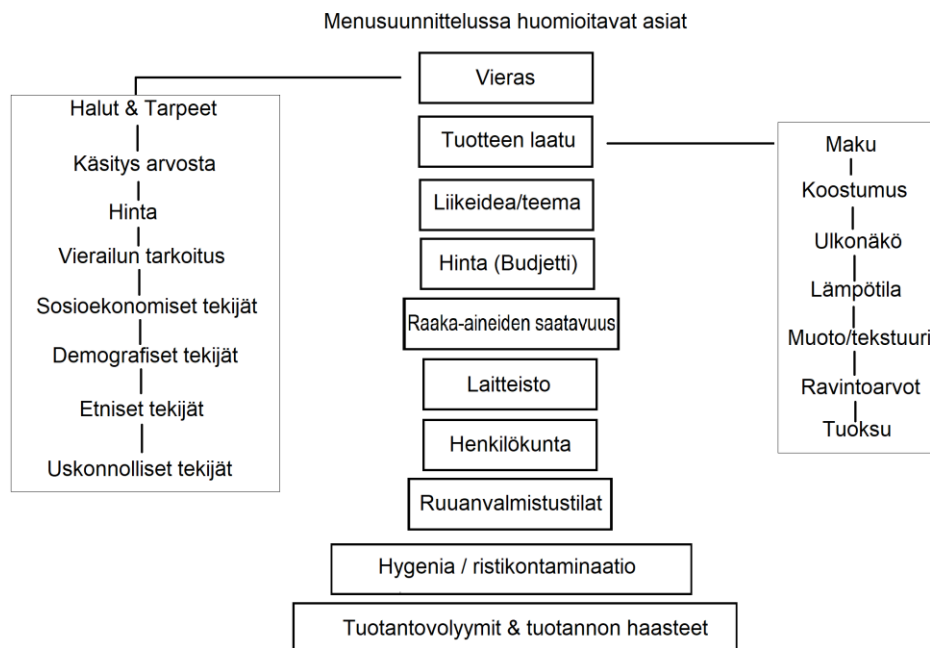 Menusuunnittelussa huomioitavat asiat
Vieras
Halut & Tarpeet
Käsitys arvosta
Hinta
Vierailun tarkoitus
Sosioekonomiset tekijät
Demografiset tekijät
Etniset tekijät
Uskonnolliset tekijät
Tuotteen laatu
Maku
Koostumus
Ulkonäkö
Lämpötila
Muoto/tekstuuri
Ravintoarvot
Tuoksu
Liikeidea/teema
Hinta (Budjetti)
Raaka-aineiden saatavuus
Laitteisto
Henkilökunta
Ruuanvalmistustilat
Hygenia / ristikontaminaatio
Tuotantovolyymit & tuotannon haasteet